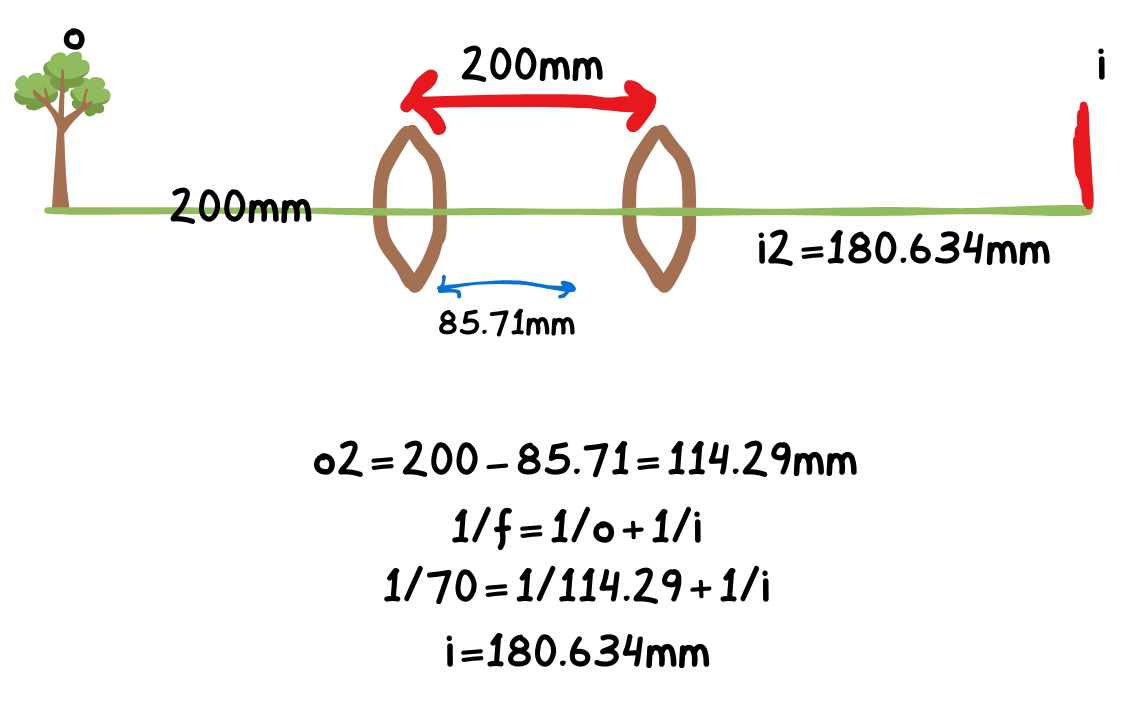 o
200mm
i
200mm
i2=180.634mm
85.71mm
o2=200-85.71=114.29mm
1/f=1/o+1/i
1/70=1/114.29+1/i
i=180.634mm